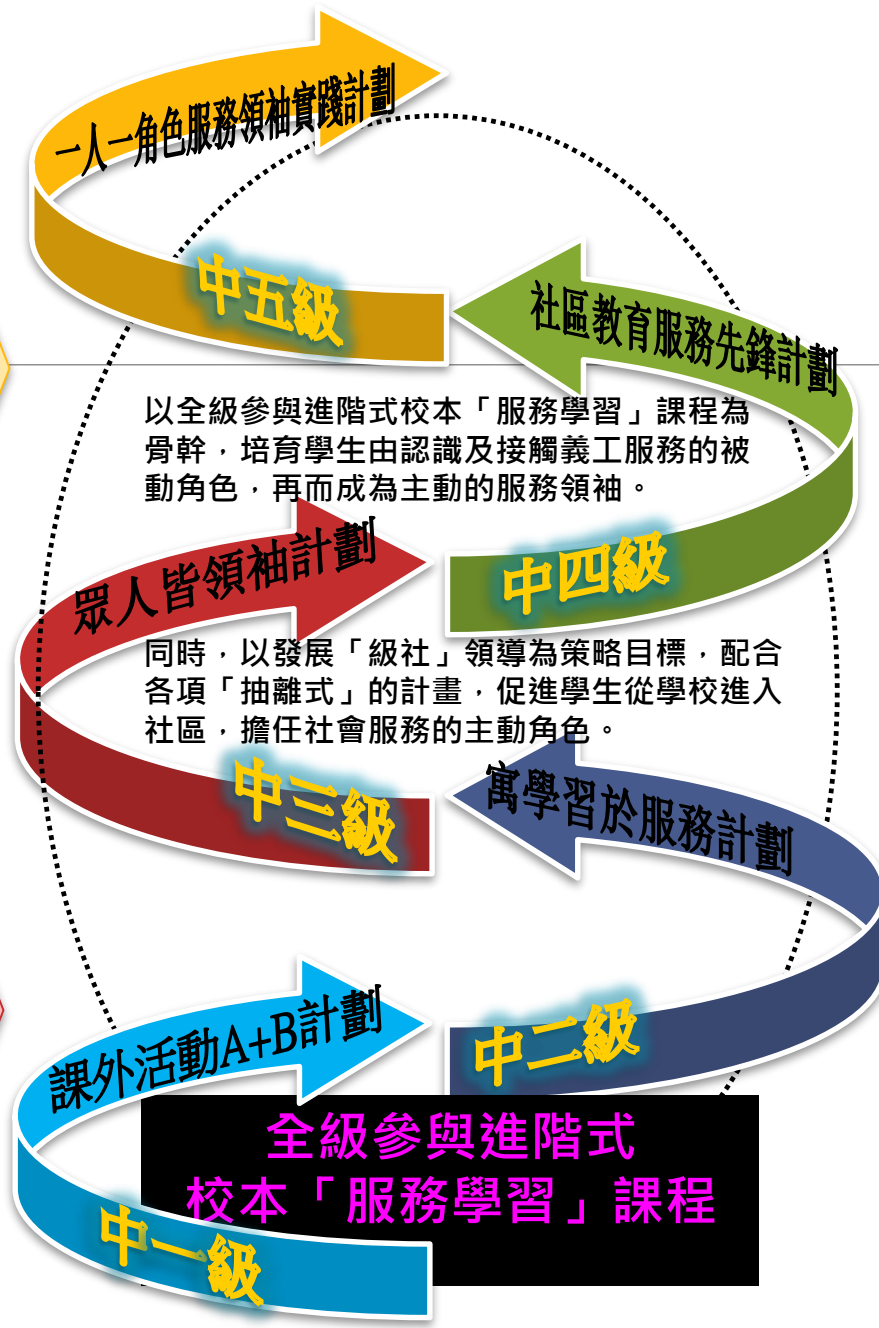 一人一角色服務領袖實踐計劃
中五級
社區教育服務先鋒計劃
以全級參與進階式校本「服務學習」課程為
骨幹，培育學生由認識及接觸義工服務的被
動角色，再而成為主動的服務領袖。
中四級
眾人皆領袖計劃
同時，以發展「級社」領導為策略目標，配合
各項「抽離式」的計畫，促進學生從學校進入
社區，擔任社會服務的主動角色。
中三級
寓學習於服務計劃
中二級
課外活動A+B計劃
全級參與進階式
校本「服務學習」課程
中一級